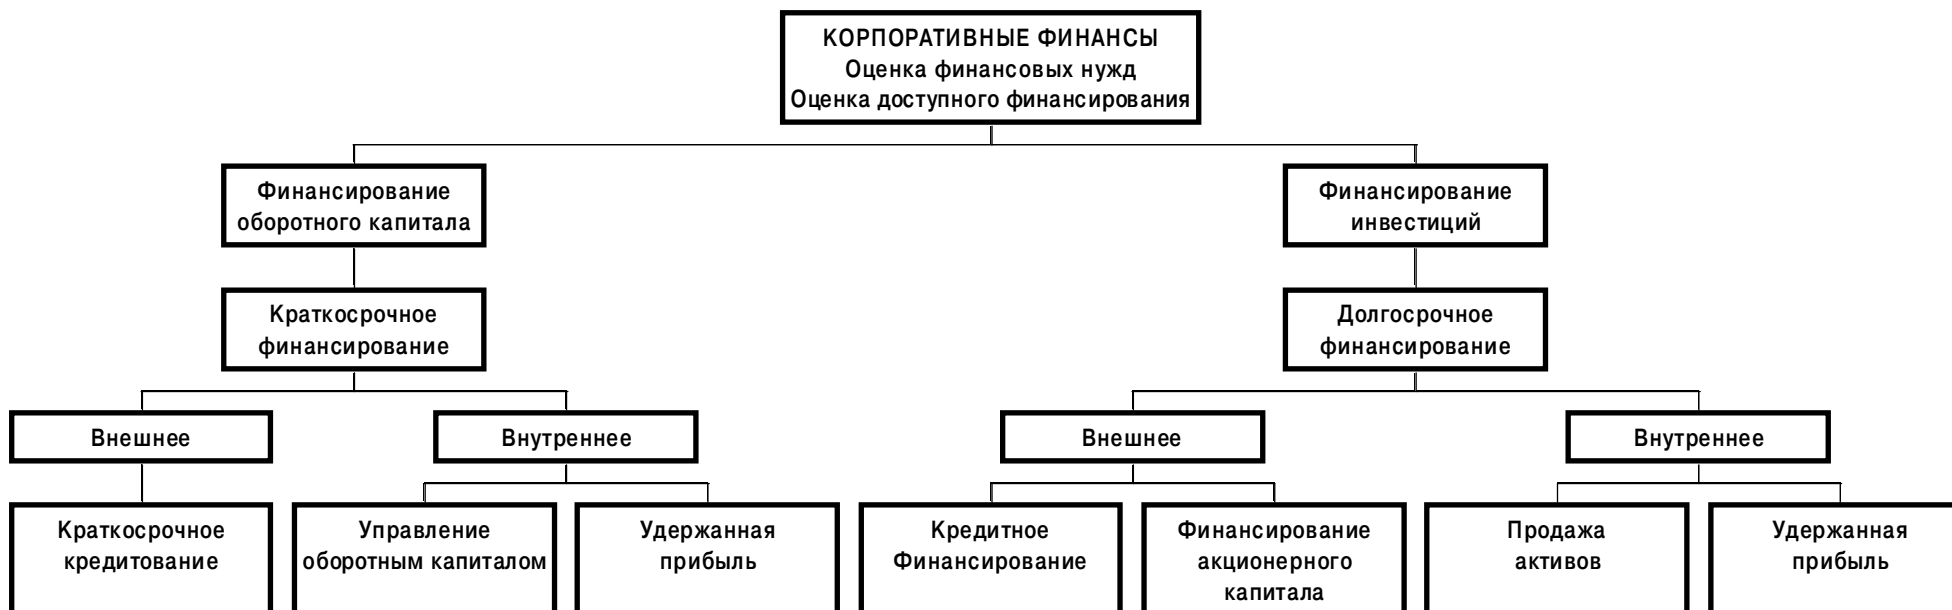 КОРПОРАТИВНЫЕ ФИНАНСЫ
Оценка финансовых нужд
Оценка доступного финансирования
Финансирование
оборотного капитала
Финансирование
инвестиций
Краткосрочное
финансирование
Долгосрочное
финансирование
Внешнее
Внутреннее
Внешнее
Внутреннее
Краткосрочное
кредитование
Управление
оборотным капиталом
Удержанная
прибыль
Кредитное
Финансирование
Финансирование
акционерного
капитала
Продажа
активов
Удержанная
прибыль